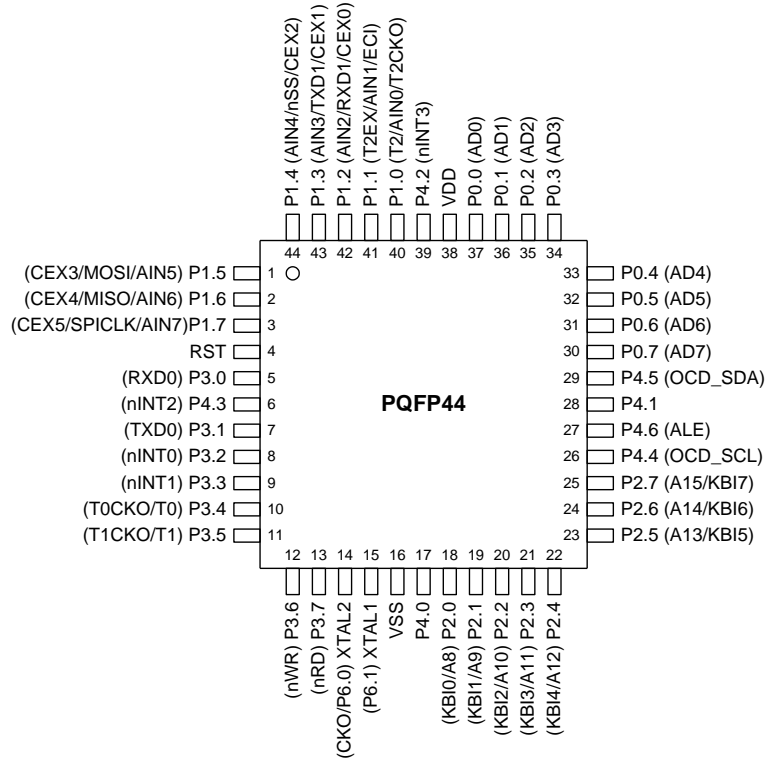 P1.4 (AIN4/nSS/CEX2)
P1.3 (AIN3/TXD1/CEX1)
P1.2 (AIN2/RXD1/CEX0)
P1.1 (T2EX/AIN1/ECI)
P1.0 (T2/AIN0/T2CKO)
P4.2 (nINT3)
VDD
P0.0 (AD0)
P0.1 (AD1)
P0.2 (AD2)
P0.3 (AD3)
44 43 42 41 40 39 38 37 36 35 34
(CEX3/MOSI/AIN5) P1.5 1
33 P0.4 (AD4)
(CEX4/MISO/AIN6) P1.6 2
32 P0.5 (AD5)
(CEX5/SPICLK/AIN7)P1.7 3
31 P0.6 (AD6)
RST 4
30 P0.7 (AD7)
(RXD0) P3.0 5
29 P4.5 (OCD_SDA)
(nINT2) P4.3 6
PQFP44
28 P4.1
(TXD0) P3.1 7
27 P4.6 (ALE)
(nINT0) P3.2 8
26 P4.4 (OCD_SCL)
(nINT1) P3.3 9
25 P2.7 (A15/KBI7)
(T0CKO/T0) P3.4 10
24 P2.6 (A14/KBI6)
(T1CKO/T1) P3.5 11
23 P2.5 (A13/KBI5)
12 13 14 15 16 17 18 19 20 21 22
(nWR) P3.6
(nRD) P3.7
(CKO/P6.0) XTAL2
(P6.1) XTAL1
VSS
P4.0
(KBI0/A8) P2.0
(KBI1/A9) P2.1
(KBI2/A10) P2.2
(KBI3/A11) P2.3
(KBI4/A12) P2.4